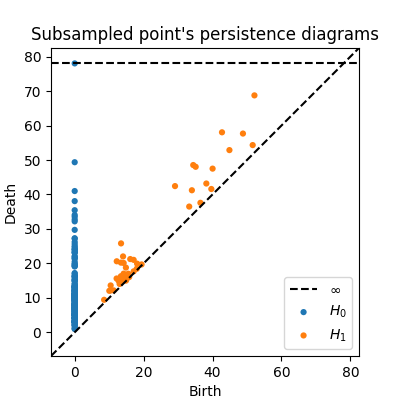 Subsampled point's persistence diagrams
80
70
60
50
40
30
20
10
0
Death
0 20 40 60 80
Birth
∞
H₀
H₁